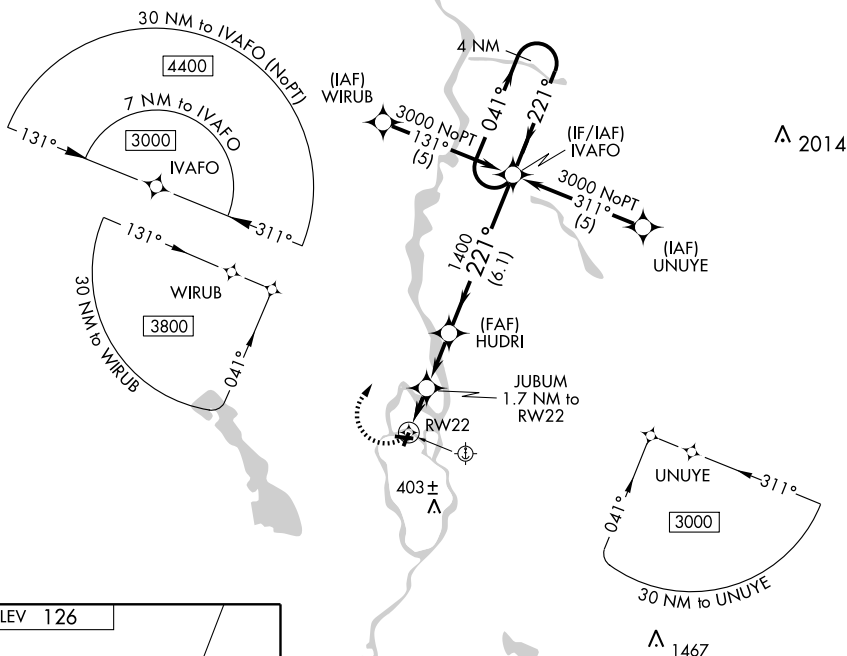 30 NM to IVAFO (NoPT)
4400
7 NM to IVAFO
3000
131°
IVAFO
311°
131°
WIRUB
3800
30 NM to WIRUB
041°
4 NM
(IAF)
WIRUB
3000 NoPT
131°
(5)
041°
221°
(IF/IAF)
IVAFO
3000 NoPT
311°
(5)
(IAF)
UNUYE
2014
1400
221°
(6.1)
(FAF)
HUDRI
JUBUM
1.7 NM to
RW22
RW22
403±
UNUYE
311°
041°
3000
30 NM to UNUYE
1467
LEV 126